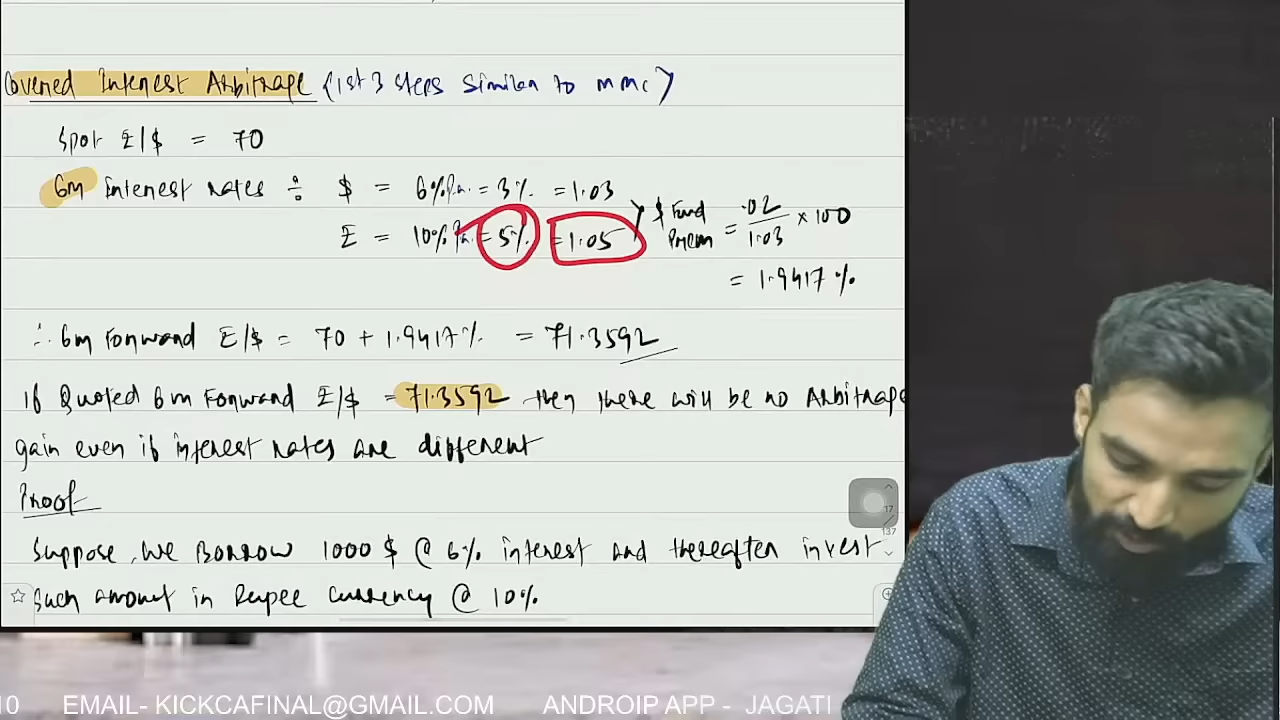 Covered Interest Arbitrage (1st 3 steps similar to MMC)
Spot ₹/$ = 70
6m interest rates ÷ $ = 6% P.a. = 3% = 1.03
₹ = 10% P.a. = 5% = 1.05
$ Fwd Prem = .02/1.03 × 100
= 1.9417%
∴ 6m Forward ₹/$ = 70 + 1.9417% = 71.3592
If Quoted 6m Forward ₹/$ = 71.3592 then there will be no Arbitrage
gain even if interest rates are different
Proof
17
137
Suppose, We Borrow 1000 $ @ 6% interest and thereafter invest
such amount in Rupee currency @ 10%
10 EMAIL- KICKCAFINAL@GMAIL.COM ANDROIP APP - JAGATI